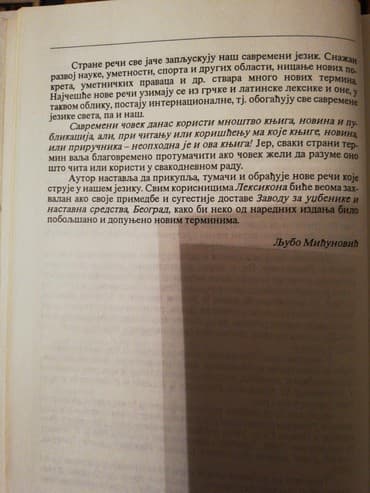 Стране речи све јаче запљускују наш савремени језик. Снажан
развој науке, уметности, спорта и других области, ницање нових по-
крета, уметничких праваца и др. ствара много нових термина.
Најчешће нове речи узимају се из грчке и латинске лексике и оне, у
таквом облику, постају интернационалне, тј. обогаћују све савремене
језике света, па и наш.
Савремени човек данас користи мноштво књига, новина и пу-
бликација, али, при читању или коришћењу ма које књиге, новина,
или приручника – неопходна је и ова књига! Јер, сваки страни тер-
мин ваља благовремено протумачити ако човек жели да разуме оно
што чита или користи у свакодневном раду.
Аутор наставља да прикупља, тумачи и обрађује нове речи које
струје у нашем језику. Свим корисницима Лексикона биће веома зах-
валан ако своје примедбе и сугестије доставе Заводу за уџбенике и
наставна средства, Београд, како би неко од наредних издања било
побољшано и допуњено новим терминима.
Љубо Мићуновић